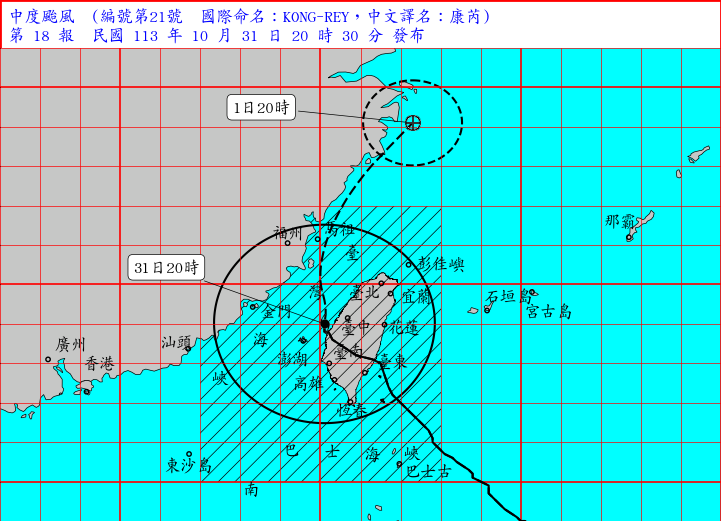 中度颱風 (編號第21號 國際命名：KONG-REY，中文譯名：康芮)
第 18 報 民國 113 年 10 月 31 日 20 時 30 分 發布
1日20時
那霸
福州
馬祖
臺
彭佳嶼
31日20時
灣
臺北
宜蘭
石垣島
宮古島
金門
臺中
花蓮
廣州
汕頭
海
臺南
香港
澎湖
臺東
峽
高雄
恆春
巴 士 海 峽
東沙島
巴士古
南